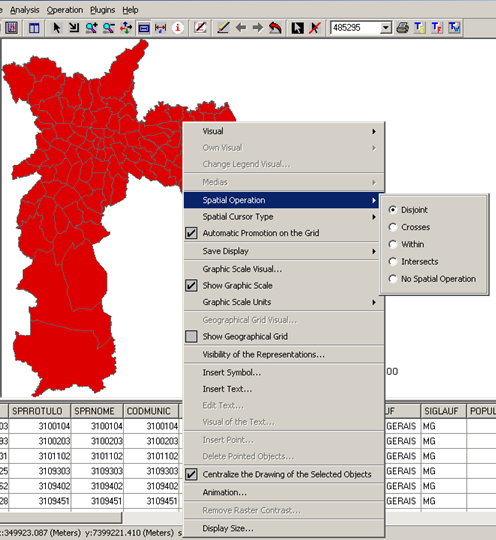 e Analysis Operation Plugins Help
485295
Visual
Own Visual
Change Legend Visual...
Medias
Spatial Operation
Spatial Cursor Type
Automatic Promotion on the Grid
Save Display
Graphic Scale Visual...
Show Graphic Scale
Graphic Scale Units
Geographical Grid Visual...
Show Geographical Grid
Visibility of the Representations...
Insert Symbol...
Insert Text...
Edit Text...
Visual of the Text...
Insert Point...
Delete Pointed Objects...
Centralize the Drawing of the Selected Objects
Animation...
Remove Raster Contrast...
Display Size...
Disjoint
Crosses
Within
Intersects
No Spatial Operation
00
SPRROTULO SPRNOME CODMUNIC UF SIGLAUF POPUL
03 3100104 3100104 3100104 GERAIS MG
93 3100203 3100203 3100203 GERAIS MG
31 3101102 3101102 3101102 GERAIS MG
25 3109303 3109303 3109303 GERAIS MG
52 3109402 3109402 3109402 GERAIS MG
28 3109451 3109451 3109451 GERAIS MG
x:349923.087 (Meters) y:7399221.410 (Meters) s